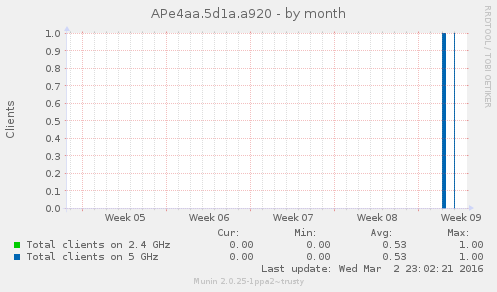 APe4aa.5d1a.a920 - by month
RRDTOOL / TOBI OETIKER
Clients
1.0
0.9
0.8
0.7
0.6
0.5
0.4
0.3
0.2
0.1
0.0
Week 05 Week 06 Week 07 Week 08 Week 09
Cur: Min: Avg: Max:
Total clients on 2.4 GHz 0.00 0.00 0.53 1.00
Total clients on 5 GHz 0.00 0.00 0.53 1.00
Last update: Wed Mar 2 23:02:21 2016
Munin 2.0.25-1ppa2~trusty